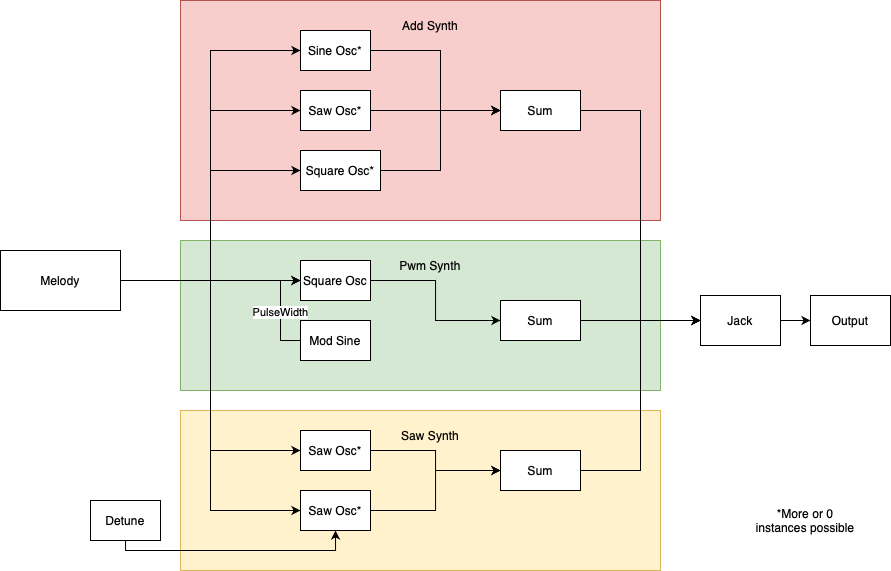 Add Synth
Sine Osc*
Saw Osc*
Sum
Square Osc*
Melody
Pwm Synth
Square Osc
PulseWidth
Mod Sine
Sum
Jack
Output
Saw Synth
Saw Osc*
Sum
Saw Osc*
Detune
*More or 0
instances possible